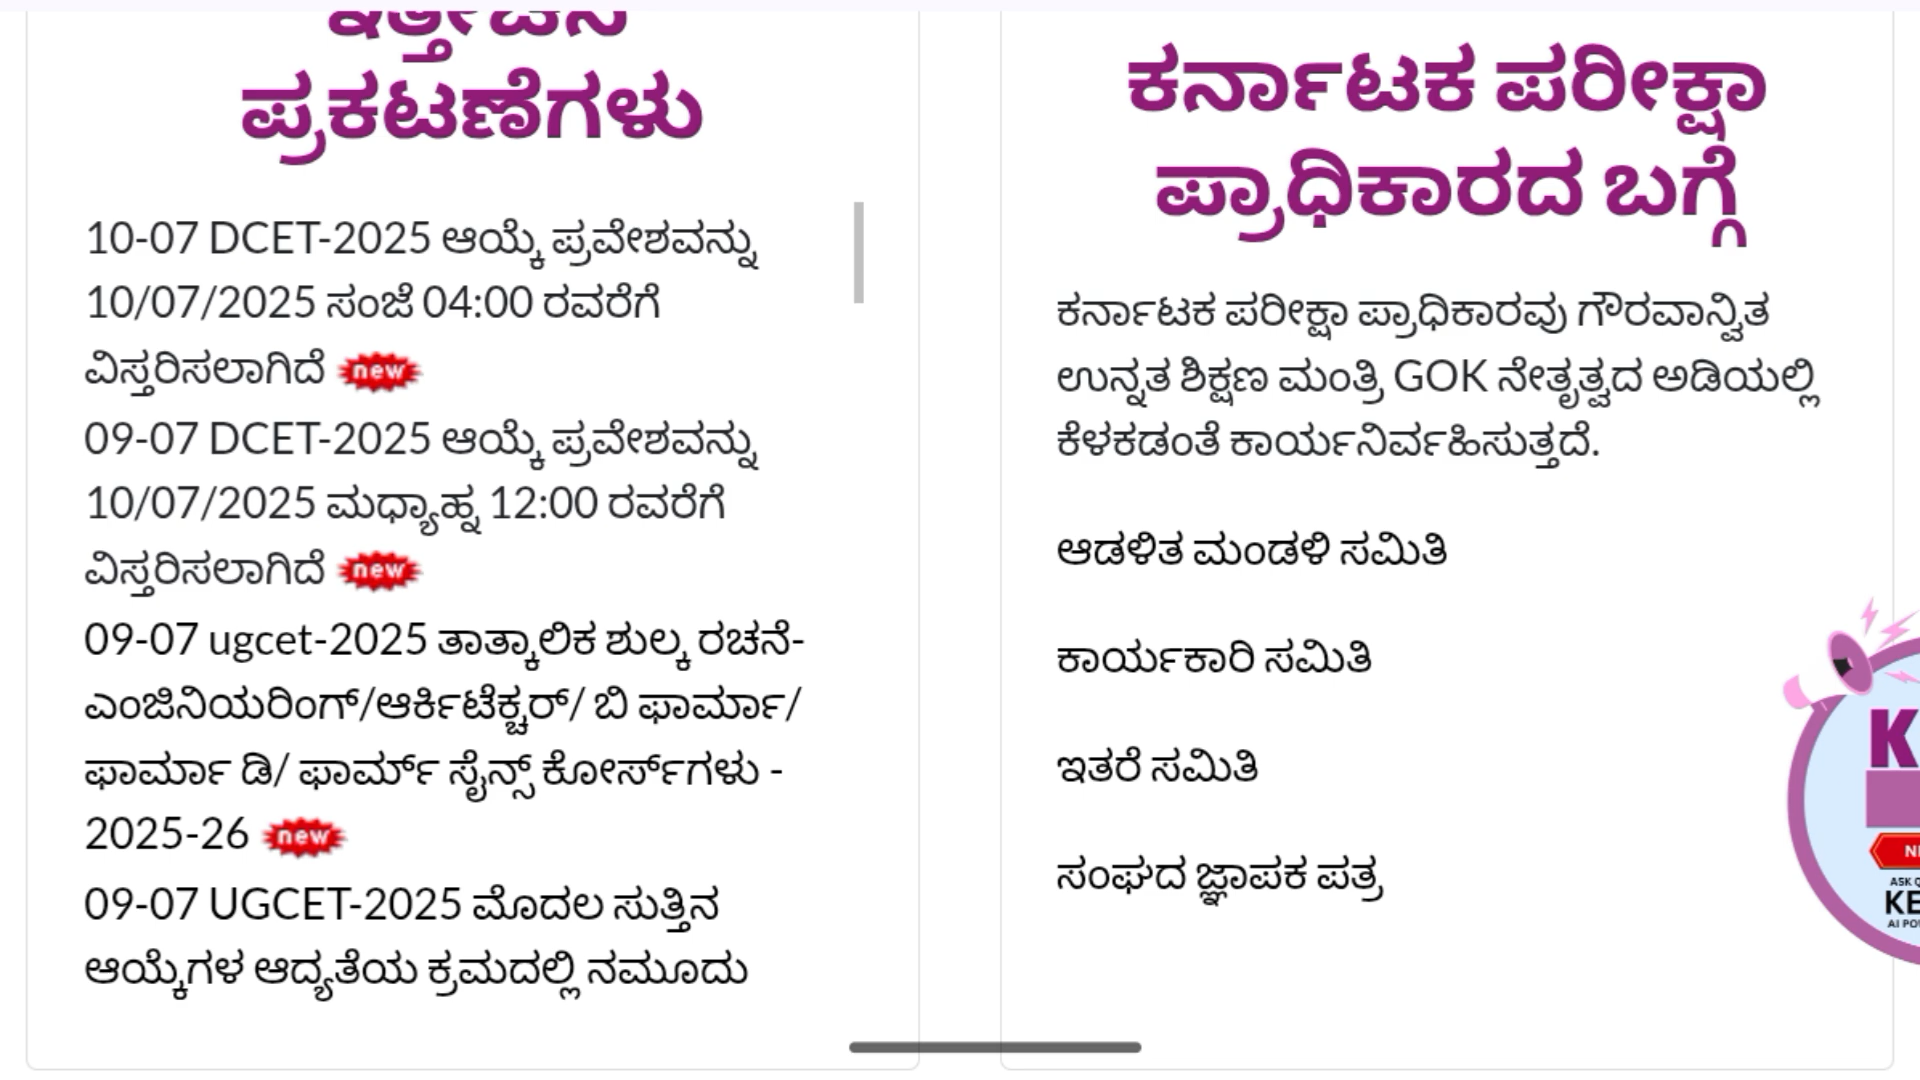 ಇತ್ತೀಚಿನ
ಪ್ರಕಟಣೆಗಳು
10-07 DCET-2025 ಆಯ್ಕೆ ಪ್ರವೇಶವನ್ನು
10/07/2025 ಸಂಜೆ 04:00 ರವರೆಗೆ
ವಿಸ್ತರಿಸಲಾಗಿದೆ new
09-07 DCET-2025 ಆಯ್ಕೆ ಪ್ರವೇಶವನ್ನು
10/07/2025 ಮಧ್ಯಾಹ್ನ 12:00 ರವರೆಗೆ
ವಿಸ್ತರಿಸಲಾಗಿದೆ new
09-07 ugcet-2025 ತಾತ್ಕಾಲಿಕ ಶುಲ್ಕ ರಚನೆ-
ಎಂಜಿನಿಯರಿಂಗ್/ಆರ್ಕಿಟೆಕ್ಚರ್/ ಬಿ ಫಾರ್ಮಾ/
ಫಾರ್ಮಾ ಡಿ/ ಫಾರ್ಮ್ ಸೈನ್ಸ್ ಕೋರ್ಸ್‌ಗಳು -
2025-26 new
09-07 UGCET-2025 ಮೊದಲ ಸುತ್ತಿನ
ಆಯ್ಕೆಗಳ ಆದ್ಯತೆಯ ಕ್ರಮದಲ್ಲಿ ನಮೂದು
ಕರ್ನಾಟಕ ಪರೀಕ್ಷಾ
ಪ್ರಾಧಿಕಾರದ ಬಗ್ಗೆ
ಕರ್ನಾಟಕ ಪರೀಕ್ಷಾ ಪ್ರಾಧಿಕಾರವು ಗೌರವಾನ್ವಿತ
ಉನ್ನತ ಶಿಕ್ಷಣ ಮಂತ್ರಿ GOK ನೇತೃತ್ವದ ಅಡಿಯಲ್ಲಿ
ಕೆಳಕಡಂತೆ ಕಾರ್ಯನಿರ್ವಹಿಸುತ್ತದೆ.
ಆಡಳಿತ ಮಂಡಳಿ ಸಮಿತಿ
ಕಾರ್ಯಕಾರಿ ಸಮಿತಿ
ಇತರೆ ಸಮಿತಿ
ಸಂಘದ ಜ್ಞಾಪಕ ಪತ್ರ
ASK